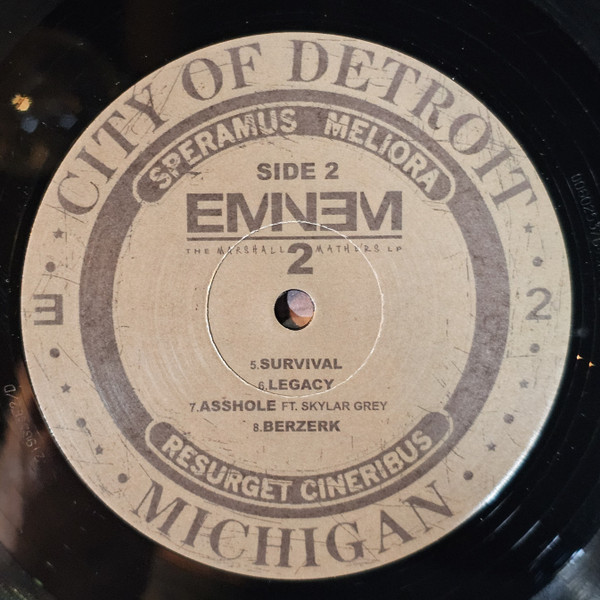 CITY OF DETROIT
SPERAMUS MELIORA
SIDE 2
EMINEM
THE MARSHALL MATHERS LP
2
E
2
5.SURVIVAL
6.LEGACY
7.ASSHOLE FT. SKYLAR GREY
8.BERZERK
RESURGET CINERIBUS
MICHIGAN